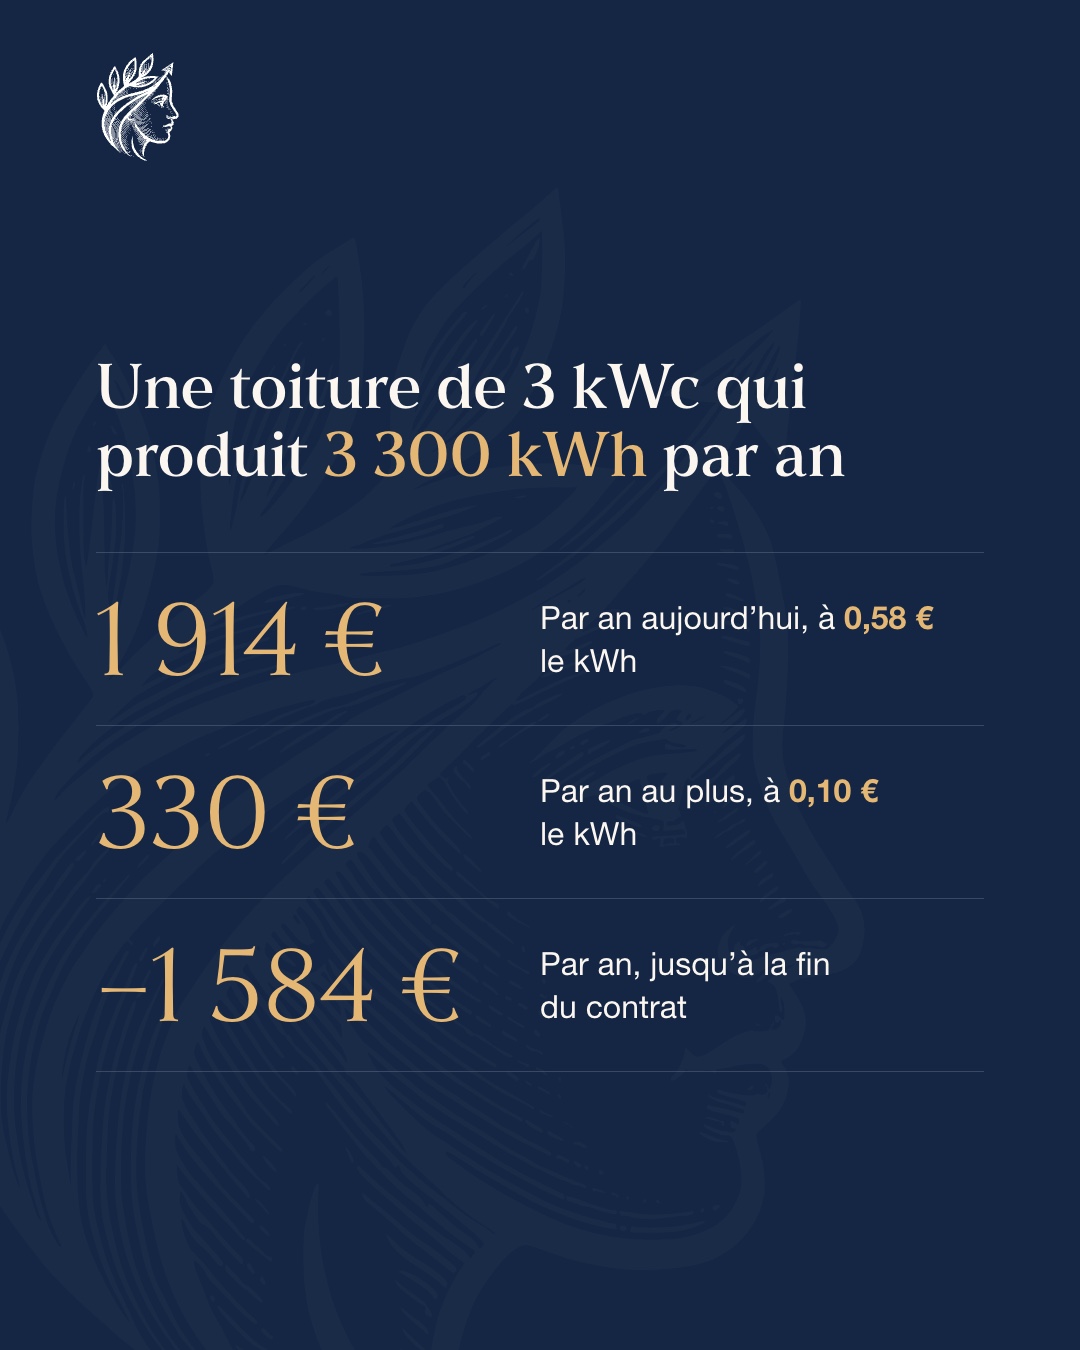 Une toiture de 3 kWc qui
produit 3 300 kWh par an
1 914 €
Par an aujourd’hui, à 0,58 €
le kWh
330 €
Par an au plus, à 0,10 €
le kWh
–1 584 €
Par an, jusqu’à la fin
du contrat